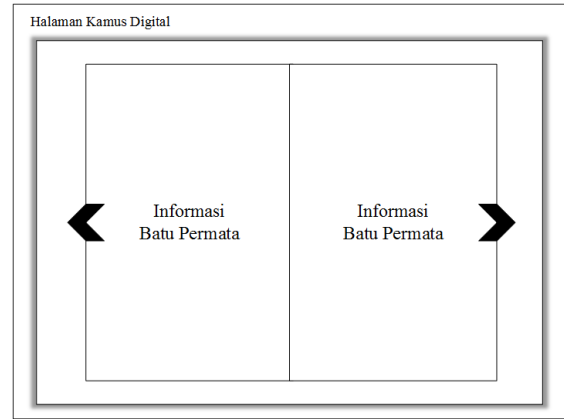 Halaman Kamus Digital
Informasi
Batu Permata
Informasi
Batu Permata